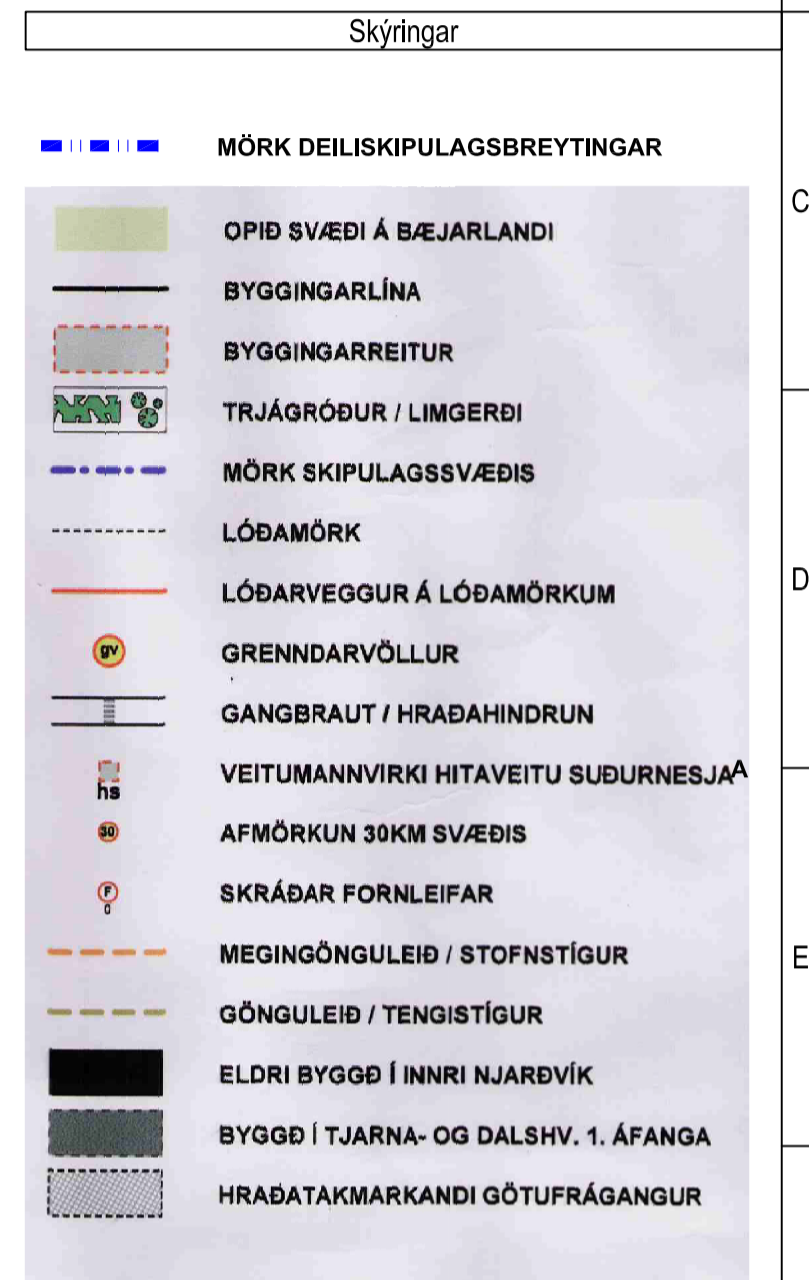 Skýringar
MÖRK DEILISKIPULAGSBREYTINGAR
C
OPIÐ SVÆÐI Á BÆJARLANDI
BYGGINGARLÍNA
BYGGINGARREITUR
TRJÁGRÓÐUR / LIMGERÐI
MÖRK SKIPULAGSSVÆÐIS
LÓÐAMÖRK
D
LÓÐARVEGGUR Á LÓÐAMÖRKUM
gv GRENNDARVÖLLUR
GANGBRAUT / HRAÐAHINDRUN
hs VEITUMANNVIRKI HITAVEITU SUÐURNESJA A
30 AFMÖRKUN 30KM SVÆÐIS
F 0 SKRÁÐAR FORNLEIFAR
MEGINGÖNGULEIÐ / STOFNSTÍGUR
E
GÖNGULEIÐ / TENGISTÍGUR
ELDRI BYGGÐ Í INNRI NJARÐVÍK
BYGGÐ Í TJARNA- OG DALSHV. 1. ÁFANGA
HRAÐATAKMARKANDI GÖTUFRÁGANGUR